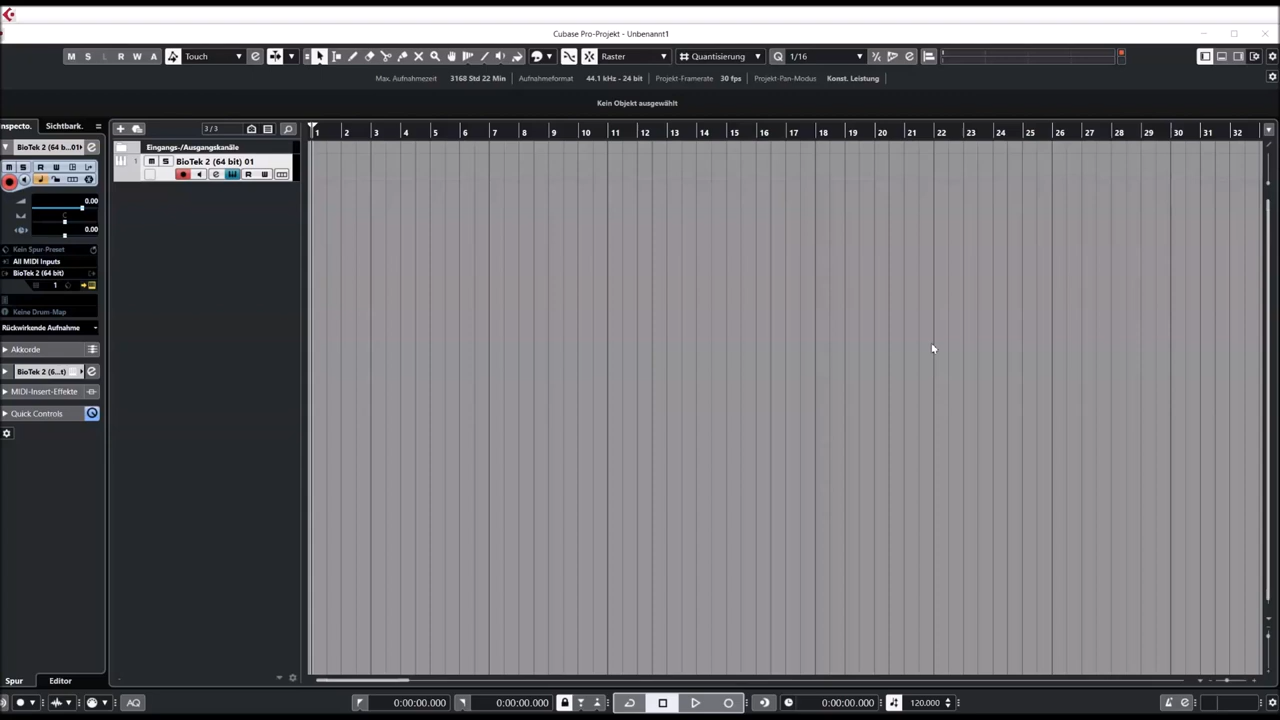 Cubase Pro-Projekt - Unbenannt1
M S L R W A Touch Raster Quantisierung 1/16
Max. Aufnahmezeit 3168 Std 22 Min Aufnahmeformat 44.1 kHz - 24 bit Projekt-Framerate 30 fps Projekt-Pan-Modus Konst. Leistung
Kein Objekt ausgewählt
nspecto. Sichtbark. 3/3 1 2 3 4 5 6 7 8 9 10 11 12 13 14 15 16 17 18 19 20 21 22 23 24 25 26 27 28 29 30 31 32
BioTek 2 (64 b...01 Eingangs-/Ausgangskanäle
1 M S BioTek 2 (64 bit) 01
R W
M S R W
0.00
C
0.00
Kein Spur-Preset
All MIDI Inputs
BioTek 2 (64 bit)
1
Keine Drum-Map
Rückwirkende Aufnahme
Akkorde
BioTek 2 (6...t)
MIDI-Insert-Effekte
Quick Controls
Spur Editor
AQ 0:00:00.000 0:00:00.000 0:00:00.000 120.000